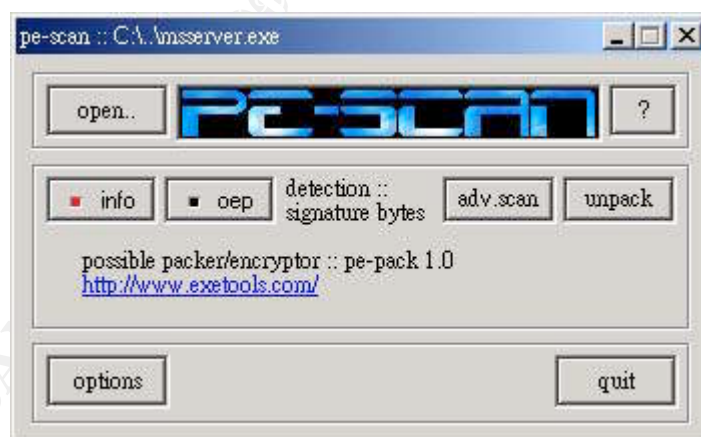 pe-scan :: C:\..\msserver.exe
open..
PE-SCAN
?
info
oep
detection ::
signature bytes
adv.scan
unpack
possible packer/encryptor :: pe-pack 1.0
http://www.exetools.com/
options
quit